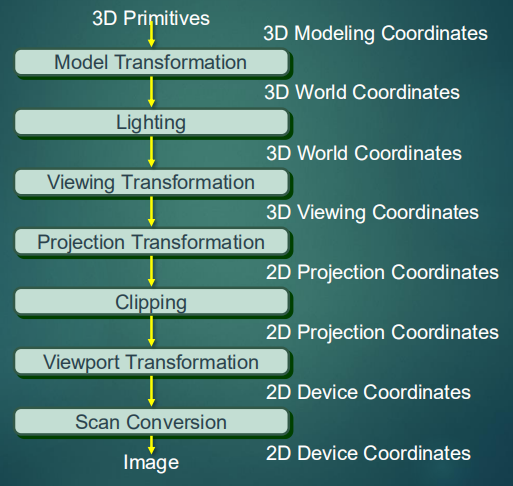 3D Primitives
3D Modeling Coordinates
Model Transformation
3D World Coordinates
Lighting
3D World Coordinates
Viewing Transformation
3D Viewing Coordinates
Projection Transformation
2D Projection Coordinates
Clipping
2D Projection Coordinates
Viewport Transformation
2D Device Coordinates
Scan Conversion
2D Device Coordinates
Image